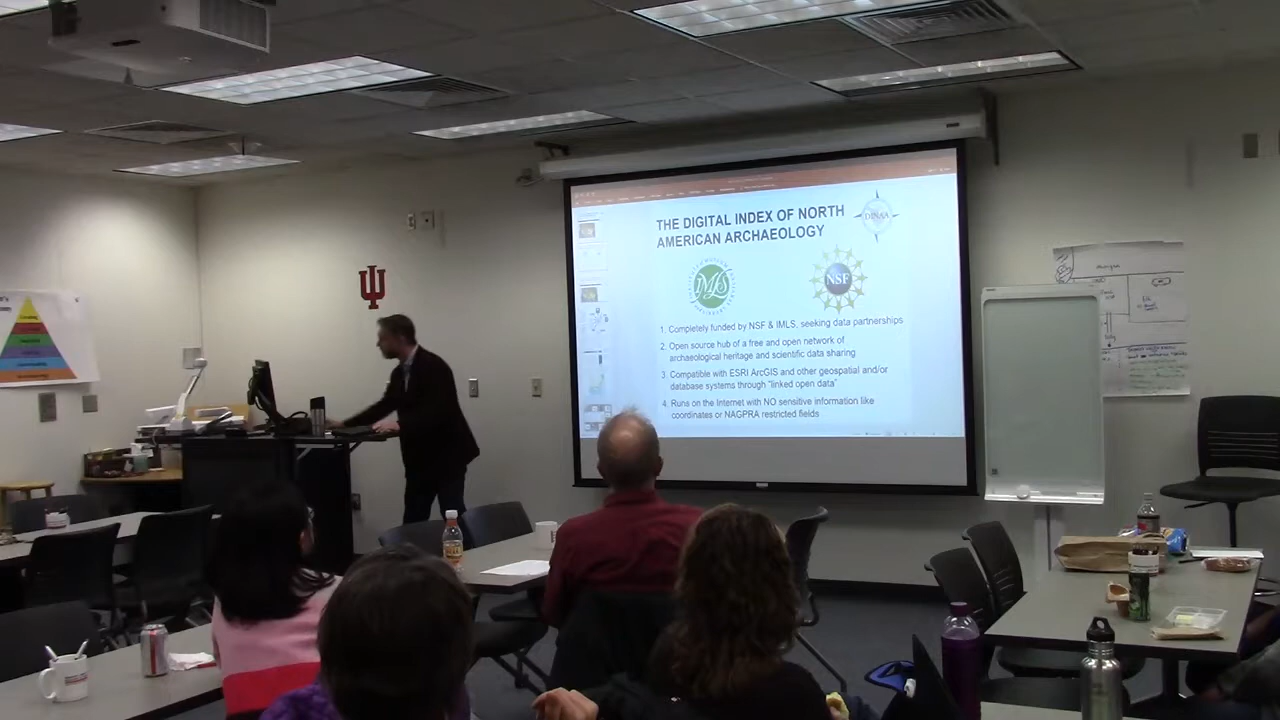 THE DIGITAL INDEX OF NORTH
AMERICAN ARCHAEOLOGY
DINAA
IMLS
NSF
1. Completely funded by NSF & IMLS, seeking data partnerships
2. Open source hub of a free and open network of
archaeological heritage and scientific data sharing
3. Compatible with ESRI ArcGIS and other geospatial and/or
database systems through "linked open data"
4. Runs on the Internet with NO sensitive information like
coordinates or NAGPRA restricted fields